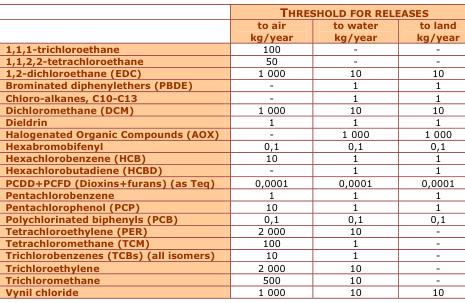 THRESHOLD FOR RELEASES
to air kg/year to water kg/year to land kg/year
1,1,1-trichloroethane 100 - -
1,1,2,2-tetrachloroethane 50 - -
1,2-dichloroethane (EDC) 1 000 10 10
Brominated diphenylethers (PBDE) - 1 1
Chloro-alkanes, C10-C13 - 1 1
Dichloromethane (DCM) 1 000 10 10
Dieldrin 1 1 1
Halogenated Organic Compounds (AOX) - 1 000 1 000
Hexabromobifenyl 0,1 0,1 0,1
Hexachlorobenzene (HCB) 10 1 1
Hexachlorobutadiene (HCBD) - 1 1
PCDD+PCFD (Dioxins+furans) (as Teq) 0,0001 0,0001 0,0001
Pentachlorobenzene 1 1 1
Pentachlorophenol (PCP) 10 1 1
Polychlorinated biphenyls (PCB) 0,1 0,1 0,1
Tetrachloroethylene (PER) 2 000 10 -
Tetrachloromethane (TCM) 100 1 -
Trichlorobenzenes (TCBs) (all isomers) 10 1 -
Trichloroethylene 2 000 10 -
Trichloromethane 500 10 -
Vynil chloride 1 000 10 10